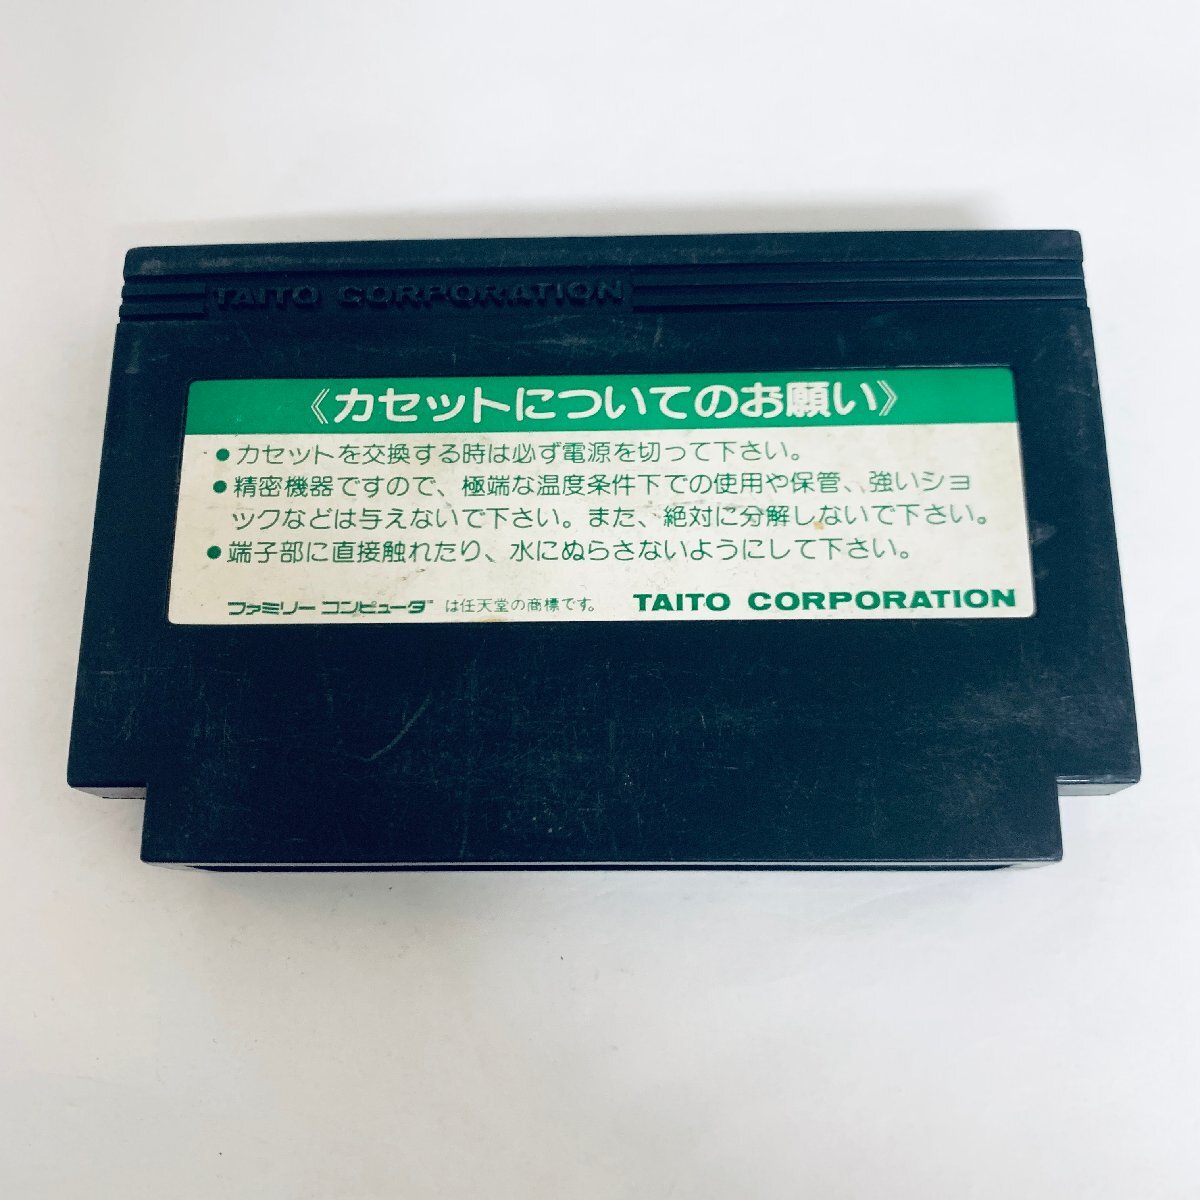 TAITO CORPORATION
《カセットについてのお願い》
●カセットを交換する時は必ず電源を切って下さい。
●精密機器ですので、極端な温度条件下での使用や保管、強いショ
ックなどは与えないで下さい。また、絶対に分解しないで下さい。
●端子部に直接触れたり、水にぬらさないようにして下さい。
ファミリーコンピュータ は任天堂の商標です。 TAITO CORPORATION